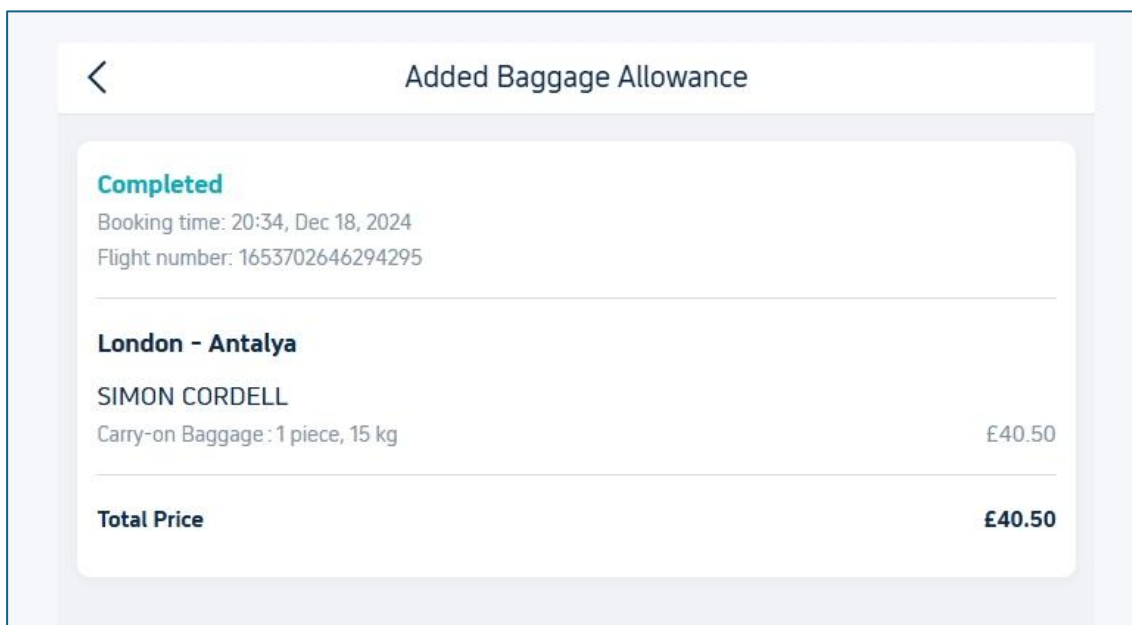 Added Baggage Allowance
Completed
Booking time: 20:34, Dec 18, 2024
Flight number: 1653702646294295
London - Antalya
SIMON CORDELL
Carry-on Baggage : 1 piece, 15 kg £40.50
Total Price £40.50